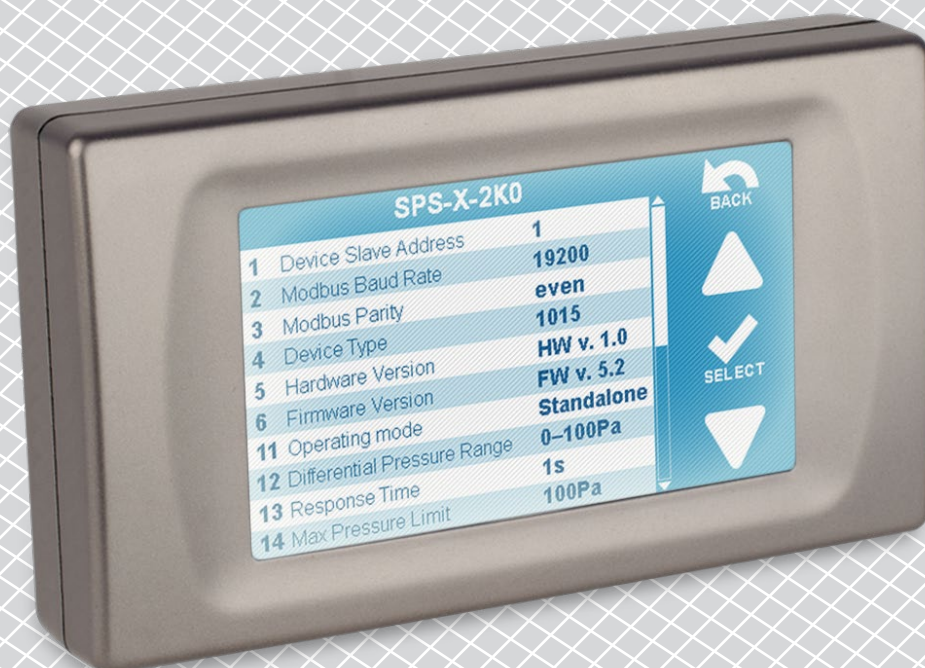 SPS-X-2K0
1 Device Slave Address 1
2 Modbus Baud Rate 19200
3 Modbus Parity even
4 Device Type 1015
5 Hardware Version HW v. 1.0
6 Firmware Version FW v. 5.2
11 Operating mode Standalone
12 Differential Pressure Range 0–100Pa
13 Response Time 1s
14 Max Pressure Limit 100Pa
BACK
SELECT